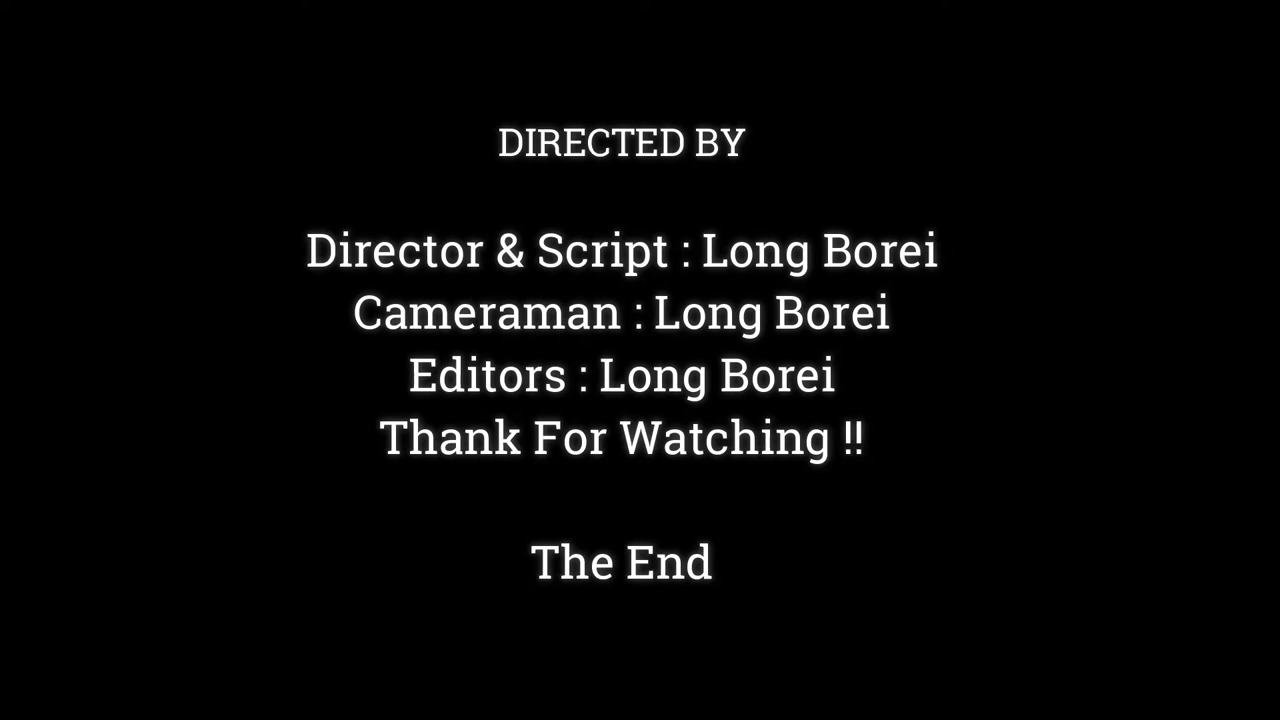 DIRECTED BY
Director & Script : Long Borei
Cameraman : Long Borei
Editors : Long Borei
Thank For Watching !!
The End